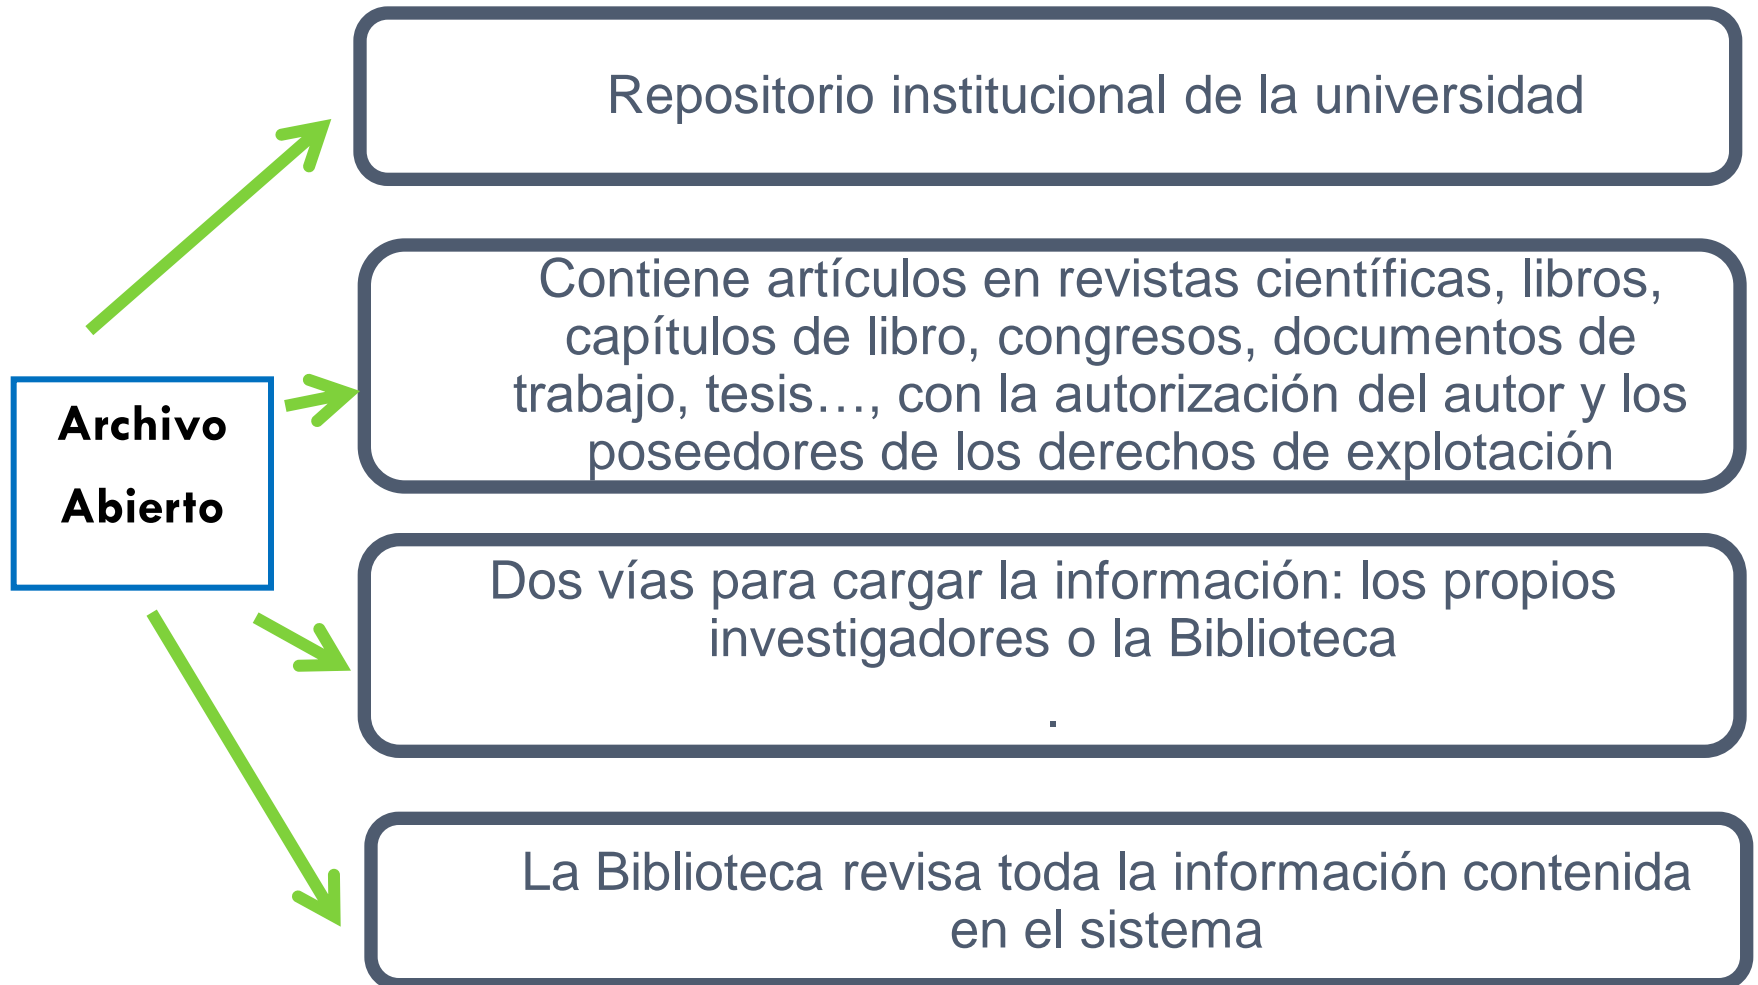 Repositorio institucional de la universidad
Contiene artículos en revistas científicas, libros,
capítulos de libro, congresos, documentos de
trabajo, tesis…, con la autorización del autor y los
poseedores de los derechos de explotación
Archivo
Abierto
Dos vías para cargar la información: los propios
investigadores o la Biblioteca
.
La Biblioteca revisa toda la información contenida
en el sistema